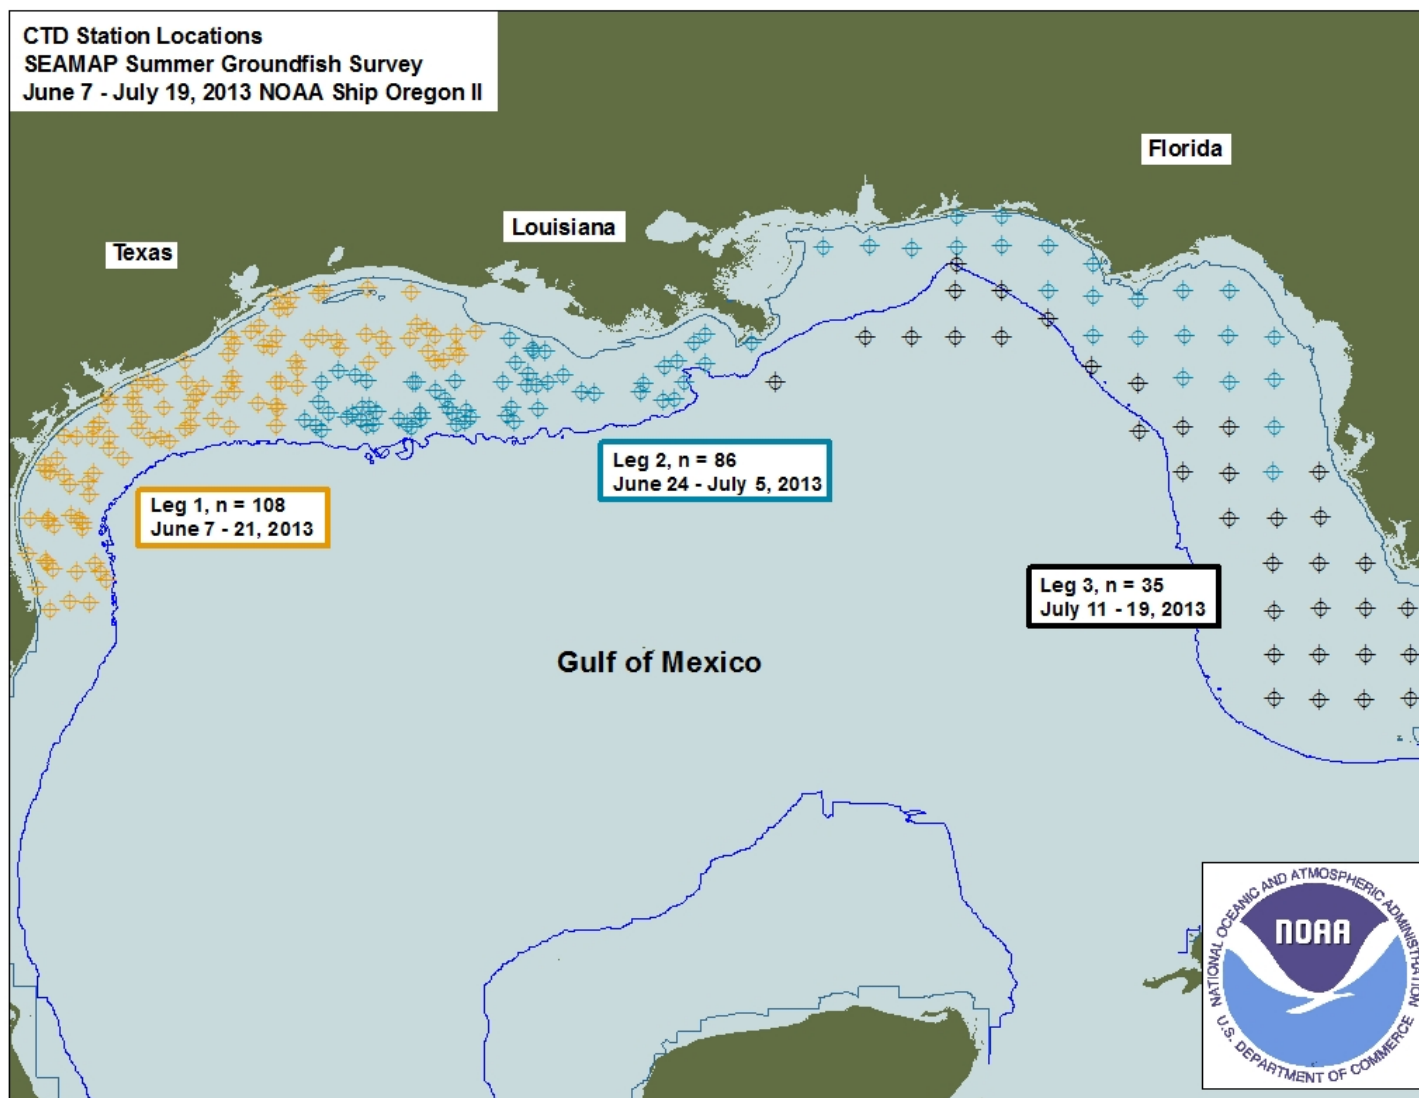 CTD Station Locations
SEAMAP Summer Groundfish Survey
June 7 - July 19, 2013 NOAA Ship Oregon II
Florida
Louisiana
Texas
Leg 2, n = 86
June 24 - July 5, 2013
Leg 1, n = 108
June 7 - 21, 2013
Leg 3, n = 35
July 11 - 19, 2013
Gulf of Mexico
NATIONAL OCEANIC AND ATMOSPHERIC ADMINISTRATION
NOAA
U.S. DEPARTMENT OF COMMERCE